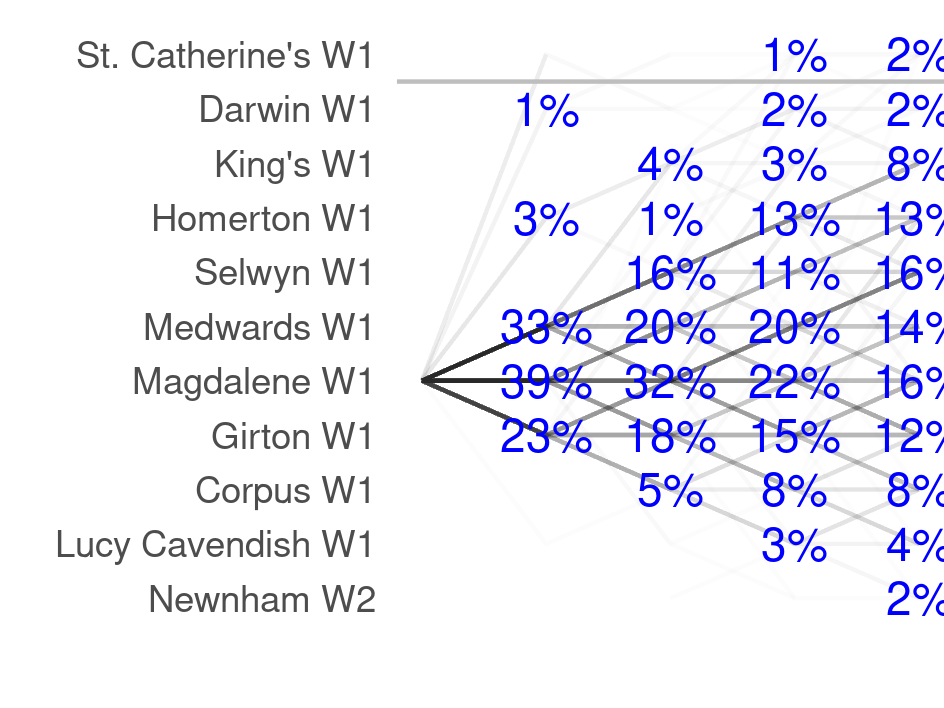 St. Catherine's W1 1% 2%
Darwin W1 1% 2% 2%
King's W1 4% 3% 8%
Homerton W1 3% 1% 13% 13%
Selwyn W1 16% 11% 16%
Medwards W1 33% 20% 20% 14%
Magdalene W1 39% 32% 22% 16%
Girton W1 23% 18% 15% 12%
Corpus W1 5% 8% 8%
Lucy Cavendish W1 3% 4%
Newnham W2 2%